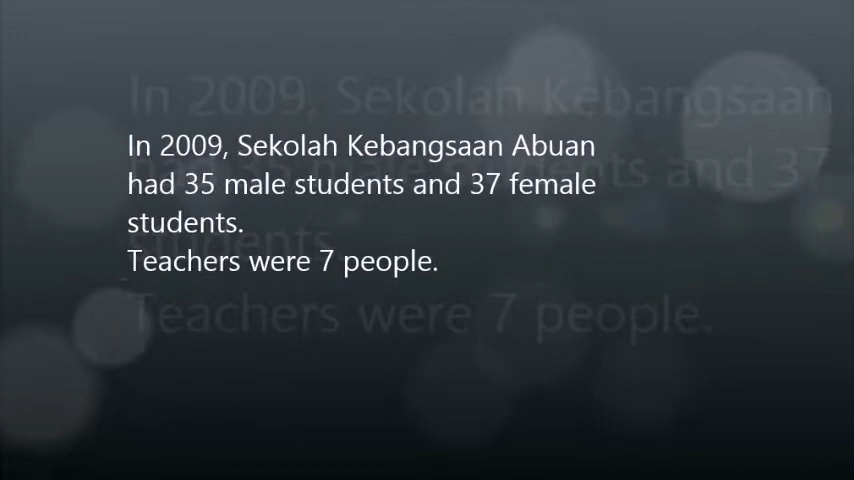 In 2009, Sekolah Kebangsaan Abuan
had 35 male students and 37 female
students.
Teachers were 7 people.